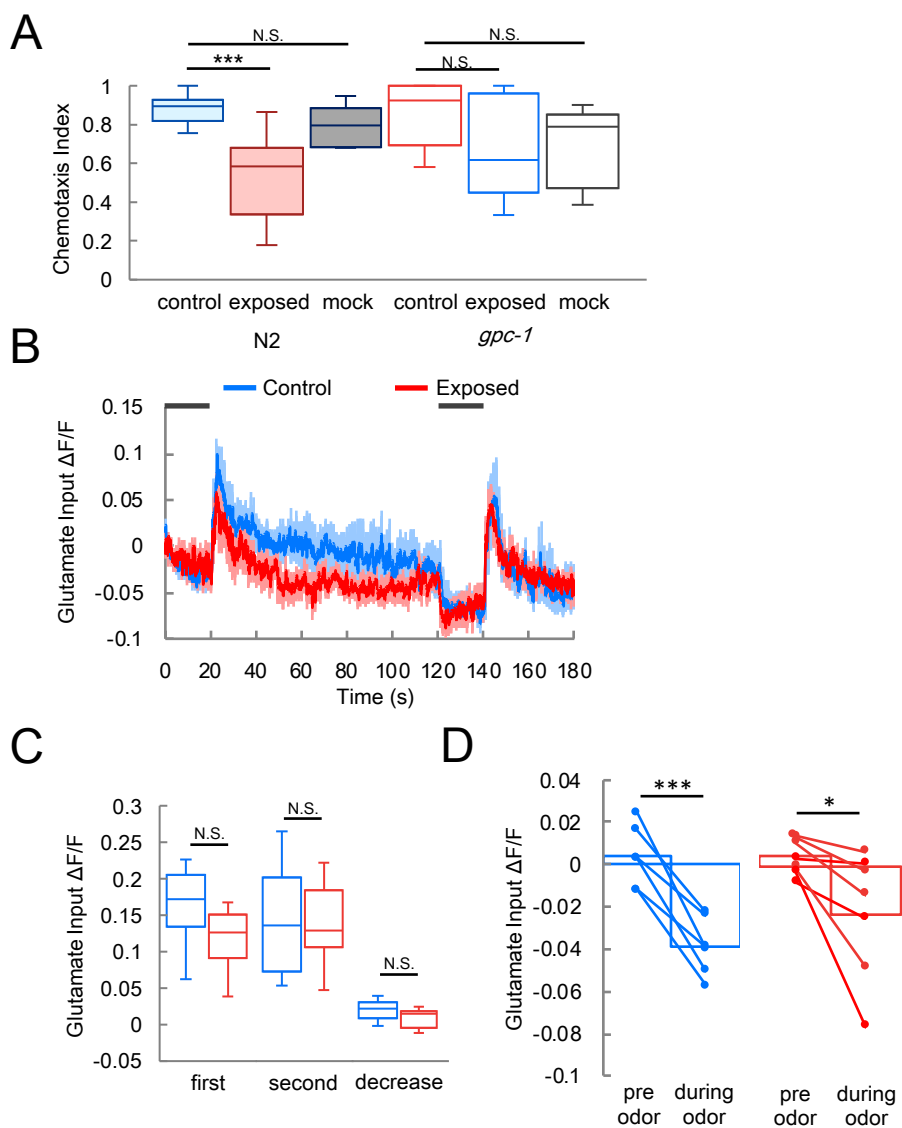 A
N.S.
*** N.S.
Chemotaxis Index
1
0.8
0.6
0.4
0.2
0
control exposed mock control exposed mock
N2 gpc-1
B
Control Exposed
Glutamate Input ΔF/F
0.15
0.1
0.05
0
-0.05
-0.1
0 20 40 60 80 100 120 140 160 180
Time (s)
C
Glutamate Input ΔF/F
0.3
0.25
0.2
0.15
0.1
0.05
0
-0.05
N.S. N.S. N.S.
first second decrease
D
Glutamate Input ΔF/F
0.04
0.02
0
-0.02
-0.04
-0.06
-0.08
-0.1
*** *
pre during pre during
odor odor odor odor